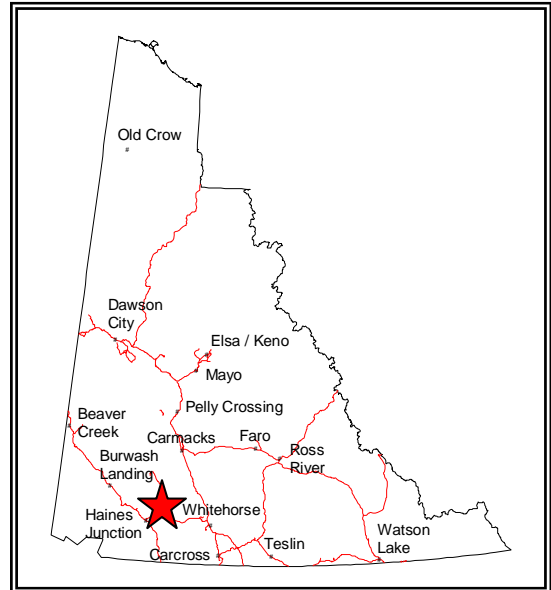 Old Crow
Dawson
City
Elsa / Keno
Mayo
Pelly Crossing
Beaver
Creek
Carmacks
Faro
Ross
River
Burwash
Landing
Haines
Junction
Whitehorse
Carcross
Teslin
Watson
Lake